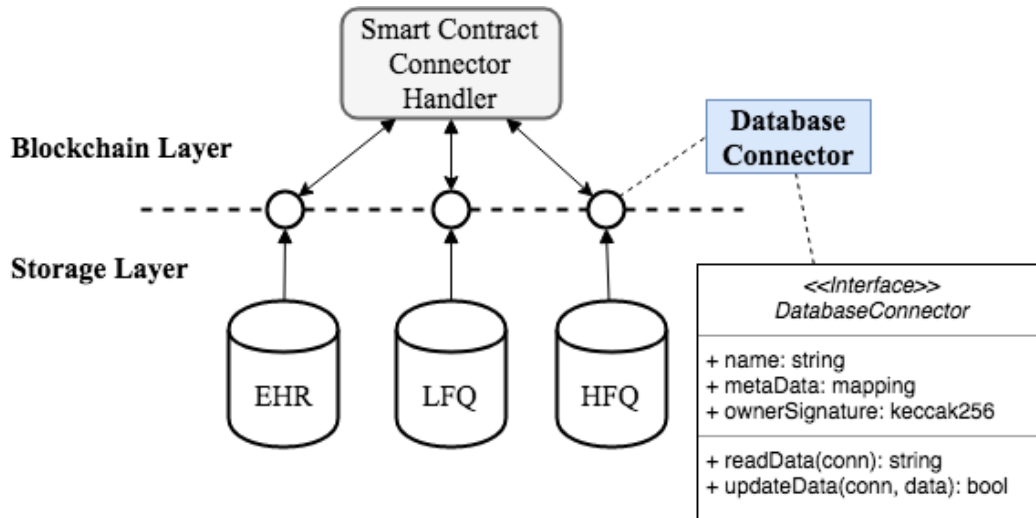 Smart Contract
Connector
Handler
Blockchain Layer
Database
Connector
Storage Layer
EHR
LFQ
HFQ
<<Interface>>
DatabaseConnector
+ name: string
+ metaData: mapping
+ ownerSignature: keccak256
+ readData(conn): string
+ updateData(conn, data): bool